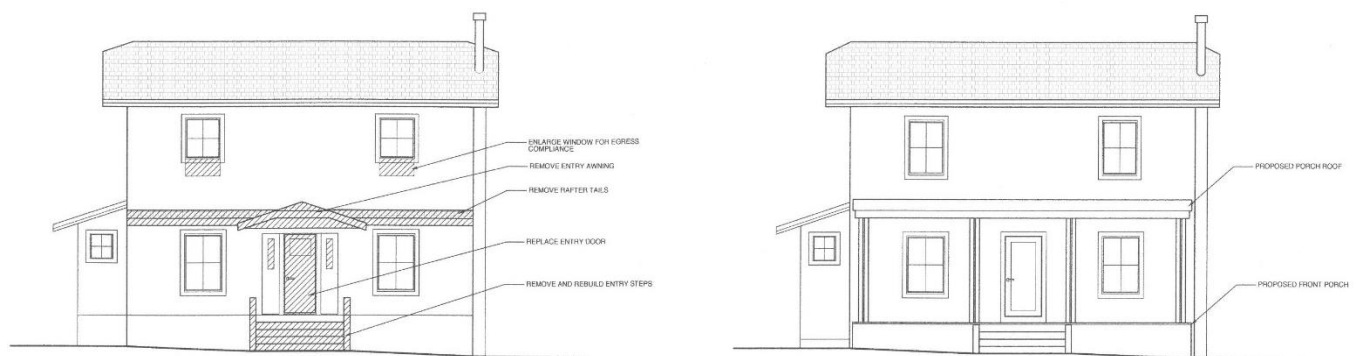 ENLARGE WINDOW FOR EGRESS
COMPLIANCE
REMOVE ENTRY AWNING
REMOVE RAFTER TAILS
REPLACE ENTRY DOOR
REMOVE AND REBUILD ENTRY STEPS
PROPOSED PORCH ROOF
PROPOSED FRONT PORCH